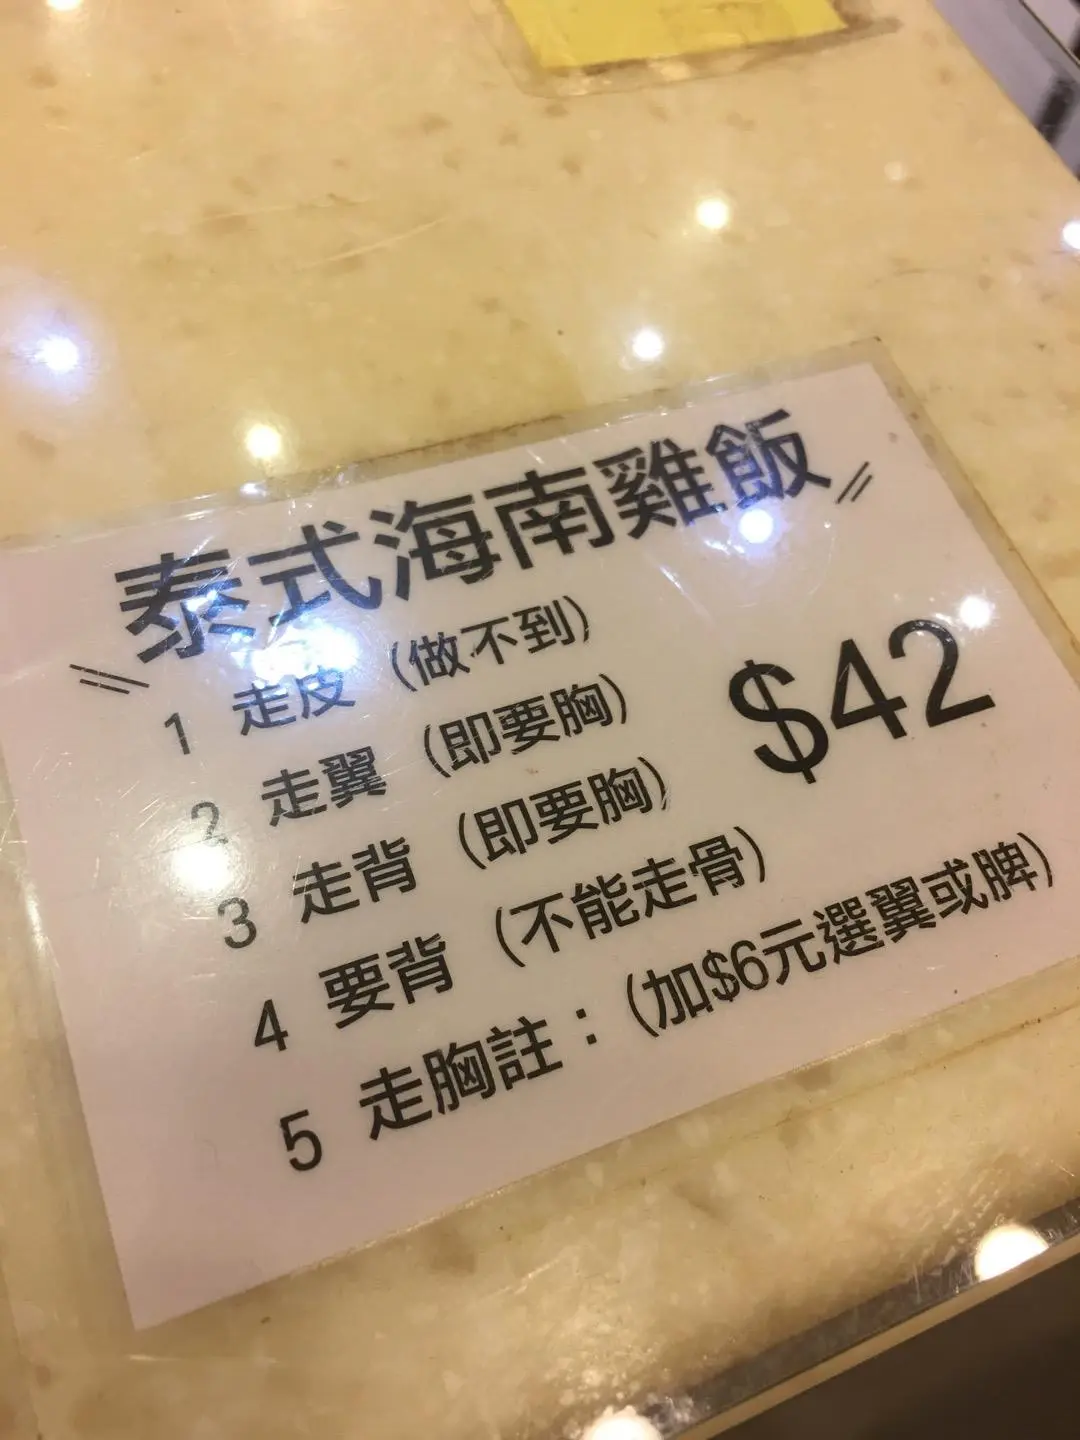 泰式海南雞飯
1 走皮 (做不到)
2 走翼 (即要胸)
3 走背 (即要胸)
$42
4 要背 (不能走骨)
5 走胸註：(加$6元選翼或脾)